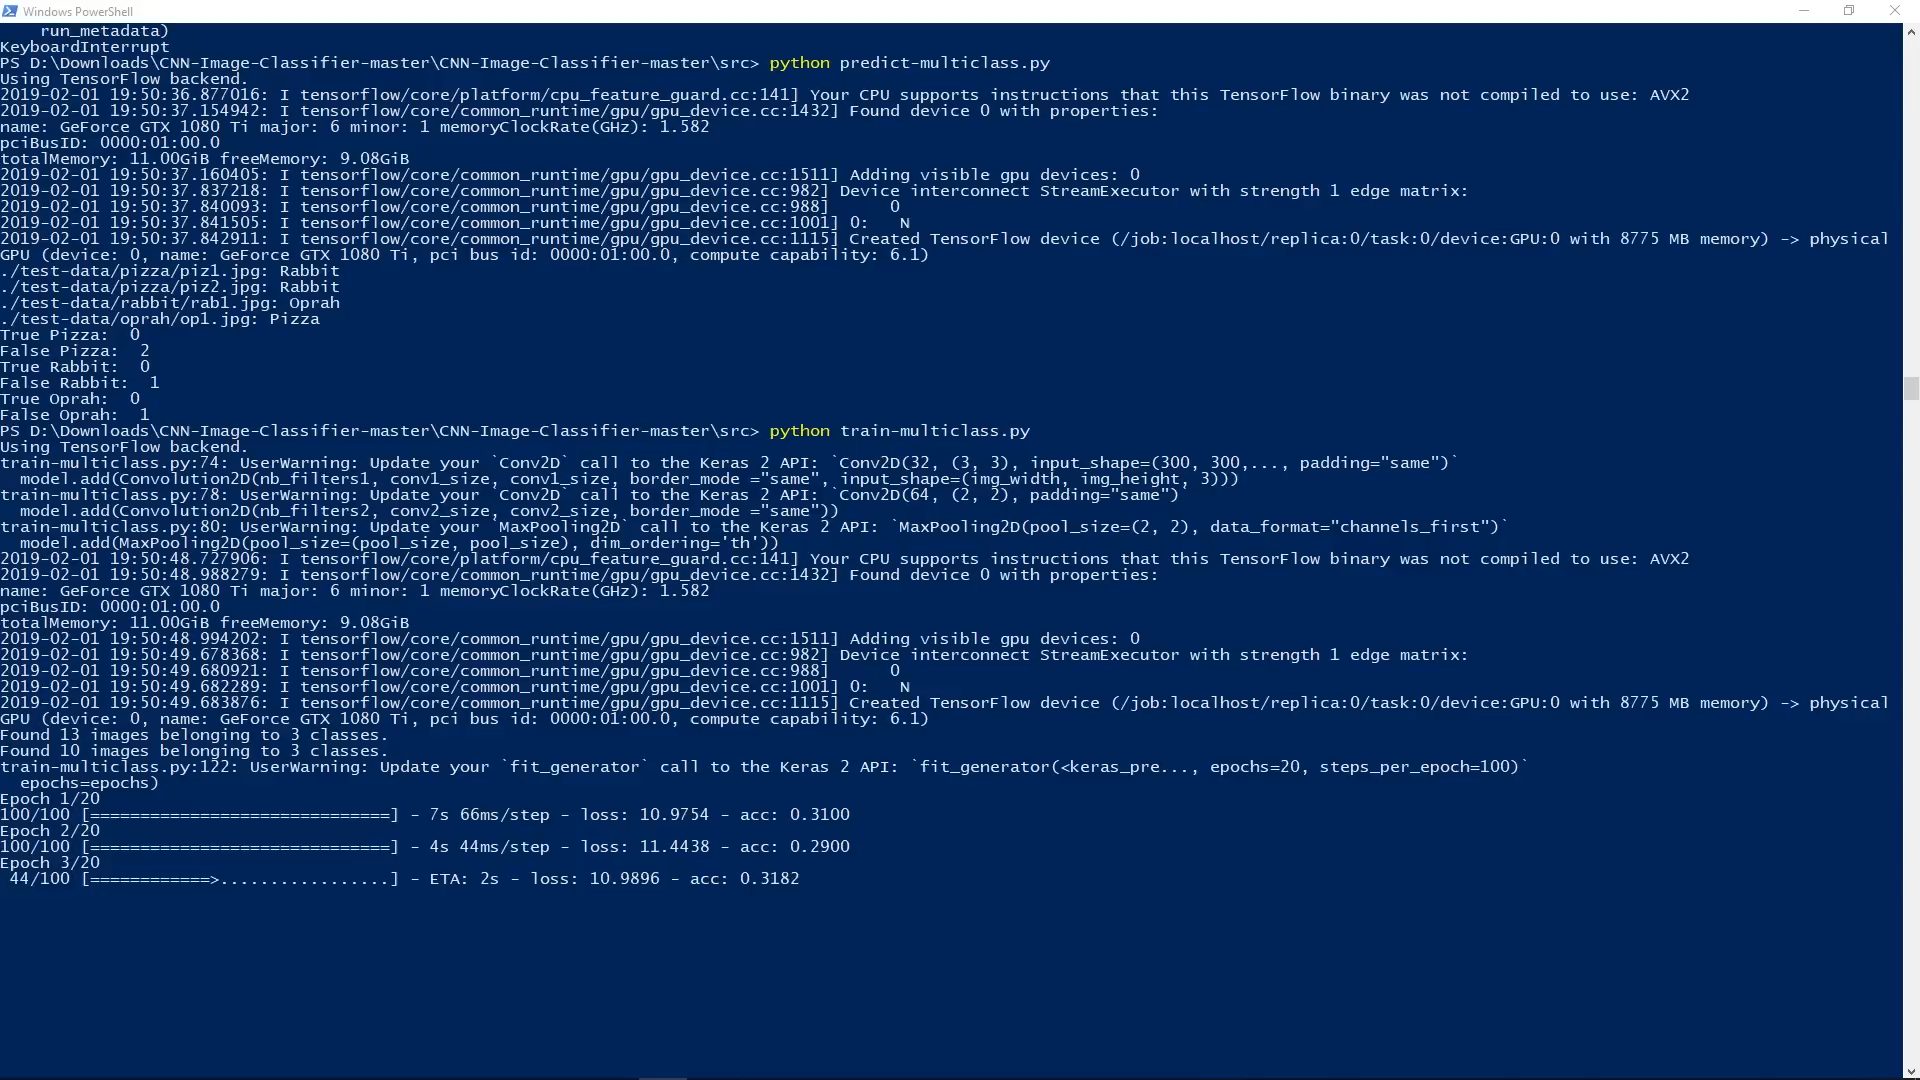 Windows PowerShell
    run_metadata)
KeyboardInterrupt
PS D:\Downloads\CNN-Image-Classifier-master\CNN-Image-Classifier-master\src> python predict-multiclass.py
Using TensorFlow backend.
2019-02-01 19:50:36.877016: I tensorflow/core/platform/cpu_feature_guard.cc:141] Your CPU supports instructions that this TensorFlow binary was not compiled to use: AVX2
2019-02-01 19:50:37.154942: I tensorflow/core/common_runtime/gpu/gpu_device.cc:1432] Found device 0 with properties:
name: GeForce GTX 1080 Ti major: 6 minor: 1 memoryClockRate(GHz): 1.582
pciBusID: 0000:01:00.0
totalMemory: 11.00GiB freeMemory: 9.08GiB
2019-02-01 19:50:37.160405: I tensorflow/core/common_runtime/gpu/gpu_device.cc:1511] Adding visible gpu devices: 0
2019-02-01 19:50:37.837218: I tensorflow/core/common_runtime/gpu/gpu_device.cc:982] Device interconnect StreamExecutor with strength 1 edge matrix:
2019-02-01 19:50:37.840093: I tensorflow/core/common_runtime/gpu/gpu_device.cc:988]      0
2019-02-01 19:50:37.841505: I tensorflow/core/common_runtime/gpu/gpu_device.cc:1001] 0:   N
2019-02-01 19:50:37.842911: I tensorflow/core/common_runtime/gpu/gpu_device.cc:1115] Created TensorFlow device (/job:localhost/replica:0/task:0/device:GPU:0 with 8775 MB memory) -> physical
GPU (device: 0, name: GeForce GTX 1080 Ti, pci bus id: 0000:01:00.0, compute capability: 6.1)
./test-data/pizza/piz1.jpg: Rabbit
./test-data/pizza/piz2.jpg: Rabbit
./test-data/rabbit/rab1.jpg: Oprah
./test-data/oprah/op1.jpg: Pizza
True Pizza:  0
False Pizza:  2
True Rabbit:  0
False Rabbit:  1
True Oprah:  0
False Oprah:  1
PS D:\Downloads\CNN-Image-Classifier-master\CNN-Image-Classifier-master\src> python train-multiclass.py
Using TensorFlow backend.
train-multiclass.py:74: UserWarning: Update your `Conv2D` call to the Keras 2 API: `Conv2D(32, (3, 3), input_shape=(300, 300,..., padding="same")`
  model.add(Convolution2D(nb_filters1, conv1_size, conv1_size, border_mode ="same", input_shape=(img_width, img_height, 3)))
train-multiclass.py:78: UserWarning: Update your `Conv2D` call to the Keras 2 API: `Conv2D(64, (2, 2), padding="same")`
  model.add(Convolution2D(nb_filters2, conv2_size, conv2_size, border_mode ="same"))
train-multiclass.py:80: UserWarning: Update your `MaxPooling2D` call to the Keras 2 API: `MaxPooling2D(pool_size=(2, 2), data_format="channels_first")`
  model.add(MaxPooling2D(pool_size=(pool_size, pool_size), dim_ordering='th'))
2019-02-01 19:50:48.727906: I tensorflow/core/platform/cpu_feature_guard.cc:141] Your CPU supports instructions that this TensorFlow binary was not compiled to use: AVX2
2019-02-01 19:50:48.988279: I tensorflow/core/common_runtime/gpu/gpu_device.cc:1432] Found device 0 with properties:
name: GeForce GTX 1080 Ti major: 6 minor: 1 memoryClockRate(GHz): 1.582
pciBusID: 0000:01:00.0
totalMemory: 11.00GiB freeMemory: 9.08GiB
2019-02-01 19:50:48.994202: I tensorflow/core/common_runtime/gpu/gpu_device.cc:1511] Adding visible gpu devices: 0
2019-02-01 19:50:49.678368: I tensorflow/core/common_runtime/gpu/gpu_device.cc:982] Device interconnect StreamExecutor with strength 1 edge matrix:
2019-02-01 19:50:49.680921: I tensorflow/core/common_runtime/gpu/gpu_device.cc:988]      0
2019-02-01 19:50:49.682289: I tensorflow/core/common_runtime/gpu/gpu_device.cc:1001] 0:   N
2019-02-01 19:50:49.683876: I tensorflow/core/common_runtime/gpu/gpu_device.cc:1115] Created TensorFlow device (/job:localhost/replica:0/task:0/device:GPU:0 with 8775 MB memory) -> physical
GPU (device: 0, name: GeForce GTX 1080 Ti, pci bus id: 0000:01:00.0, compute capability: 6.1)
Found 13 images belonging to 3 classes.
Found 10 images belonging to 3 classes.
train-multiclass.py:122: UserWarning: Update your `fit_generator` call to the Keras 2 API: `fit_generator(<keras_pre..., epochs=20, steps_per_epoch=100)`
  epochs=epochs)
Epoch 1/20
100/100 [==============================] - 7s 66ms/step - loss: 10.9754 - acc: 0.3100
Epoch 2/20
100/100 [==============================] - 4s 44ms/step - loss: 11.4438 - acc: 0.2900
Epoch 3/20
 44/100 [============>.................] - ETA: 2s - loss: 10.9896 - acc: 0.3182